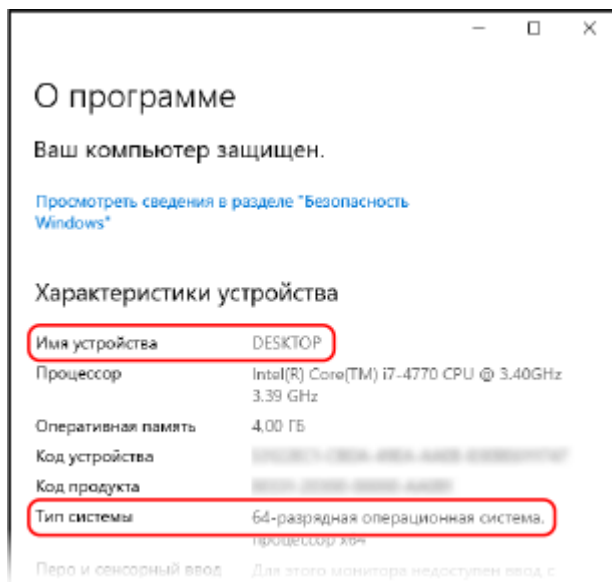 О программе
Ваш компьютер защищен.
Просмотреть сведения в разделе "Безопасность
Windows"
Характеристики устройства
Имя устройства DESKTOP
Процессор Intel(R) Core(TM) i7-4770 CPU @ 3.40GHz
3.39 GHz
Оперативная память 4,00 ГБ
Код устройства
Код продукта
Тип системы 64-разрядная операционная система,
процессор x64
Перо и сенсорный ввод Для этого монитора недоступен ввод с